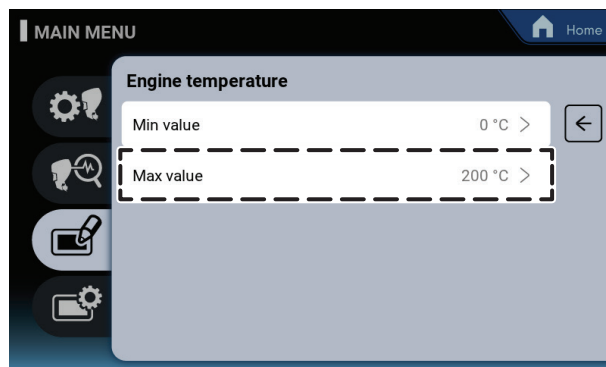 MAIN MENU
Home
Engine temperature
Min value 0 °C >
Max value 200 °C >